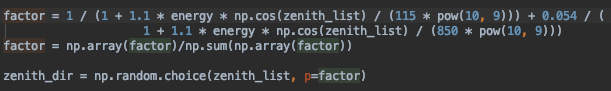 factor = 1 / (1 + 1.1 * energy * np.cos(zenith_list) / (115 * pow(10, 9))) + 0.054 / (
1 + 1.1 * energy * np.cos(zenith_list) / (850 * pow(10, 9)))
factor = np.array(factor)/np.sum(np.array(factor))
zenith_dir = np.random.choice(zenith_list, p=factor)